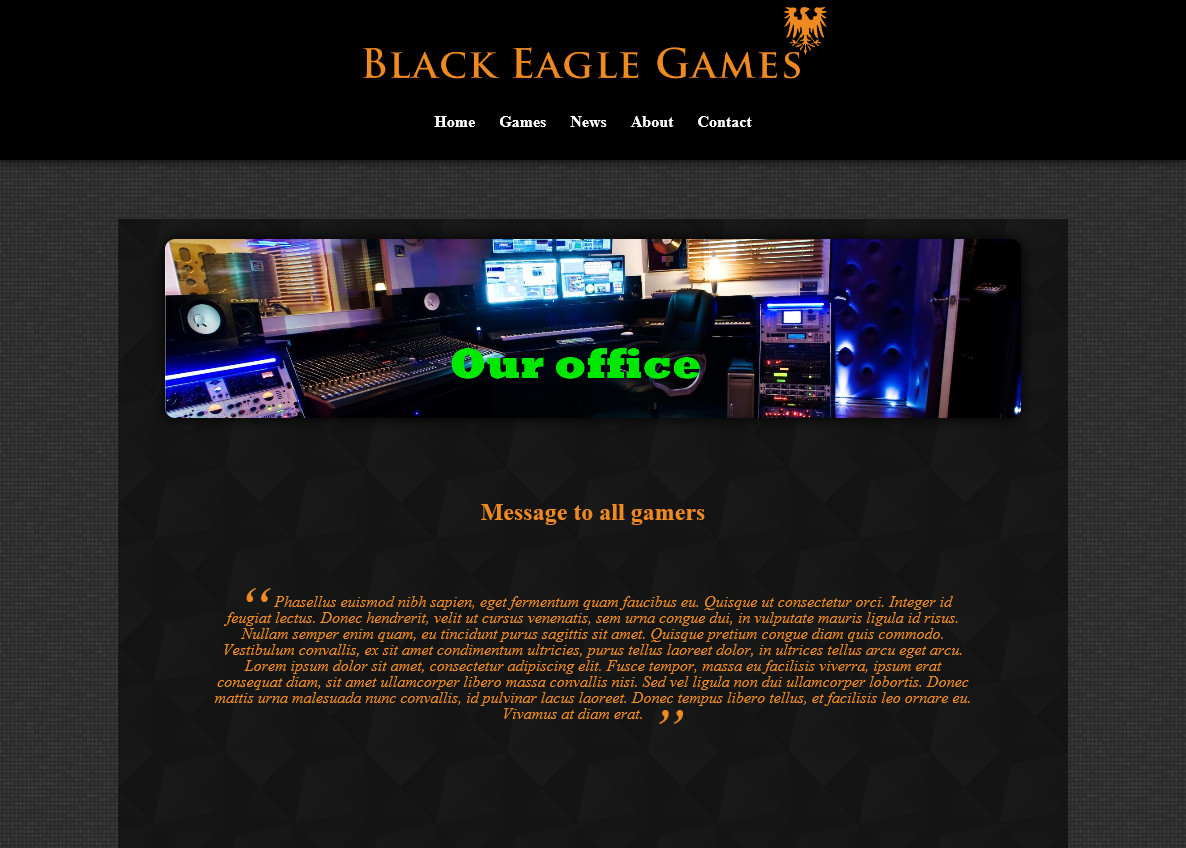 Black Eagle Games
Home Games News About Contact
Our office
Message to all gamers
“ Phasellus euismod nibh sapien, eget fermentum quam faucibus eu. Quisque ut consectetur orci. Integer id
feugiat lectus. Donec hendrerit, velit ut cursus venenatis, sem urna congue dui, in vulputate mauris ligula id risus.
Nullam semper enim quam, eu tincidunt purus sagittis sit amet. Quisque pretium congue diam quis commodo.
Vestibulum convallis, ex sit amet condimentum ultricies, purus tellus laoreet dolor, in ultrices tellus arcu eget arcu.
Lorem ipsum dolor sit amet, consectetur adipiscing elit. Fusce tempor, massa eu facilisis viverra, ipsum erat
consequat diam, sit amet ullamcorper libero massa convallis nisi. Sed vel ligula non dui ullamcorper lobortis. Donec
mattis urna malesuada nunc convallis, id pulvinar lacus laoreet. Donec tempus libero tellus, et facilisis leo ornare eu.
Vivamus at diam erat. ”